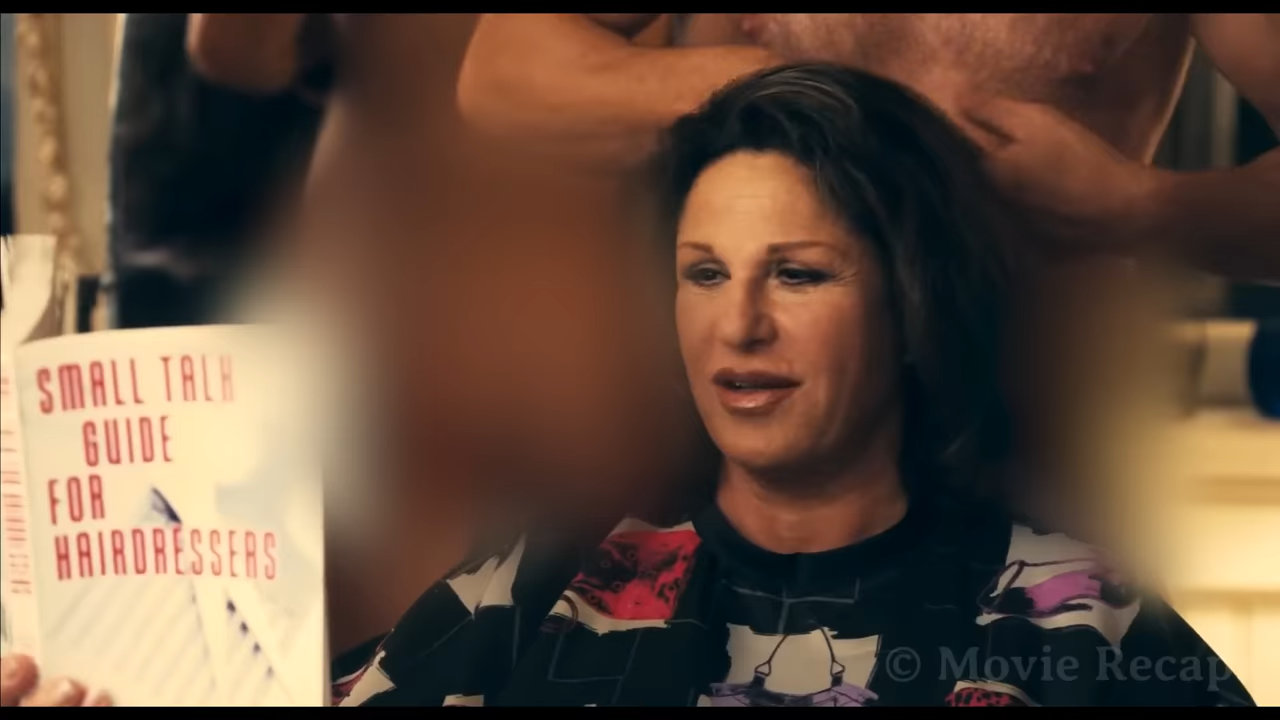 SMALL TALK
GUIDE
FOR
HAIRDRESSERS
© Movie Recap